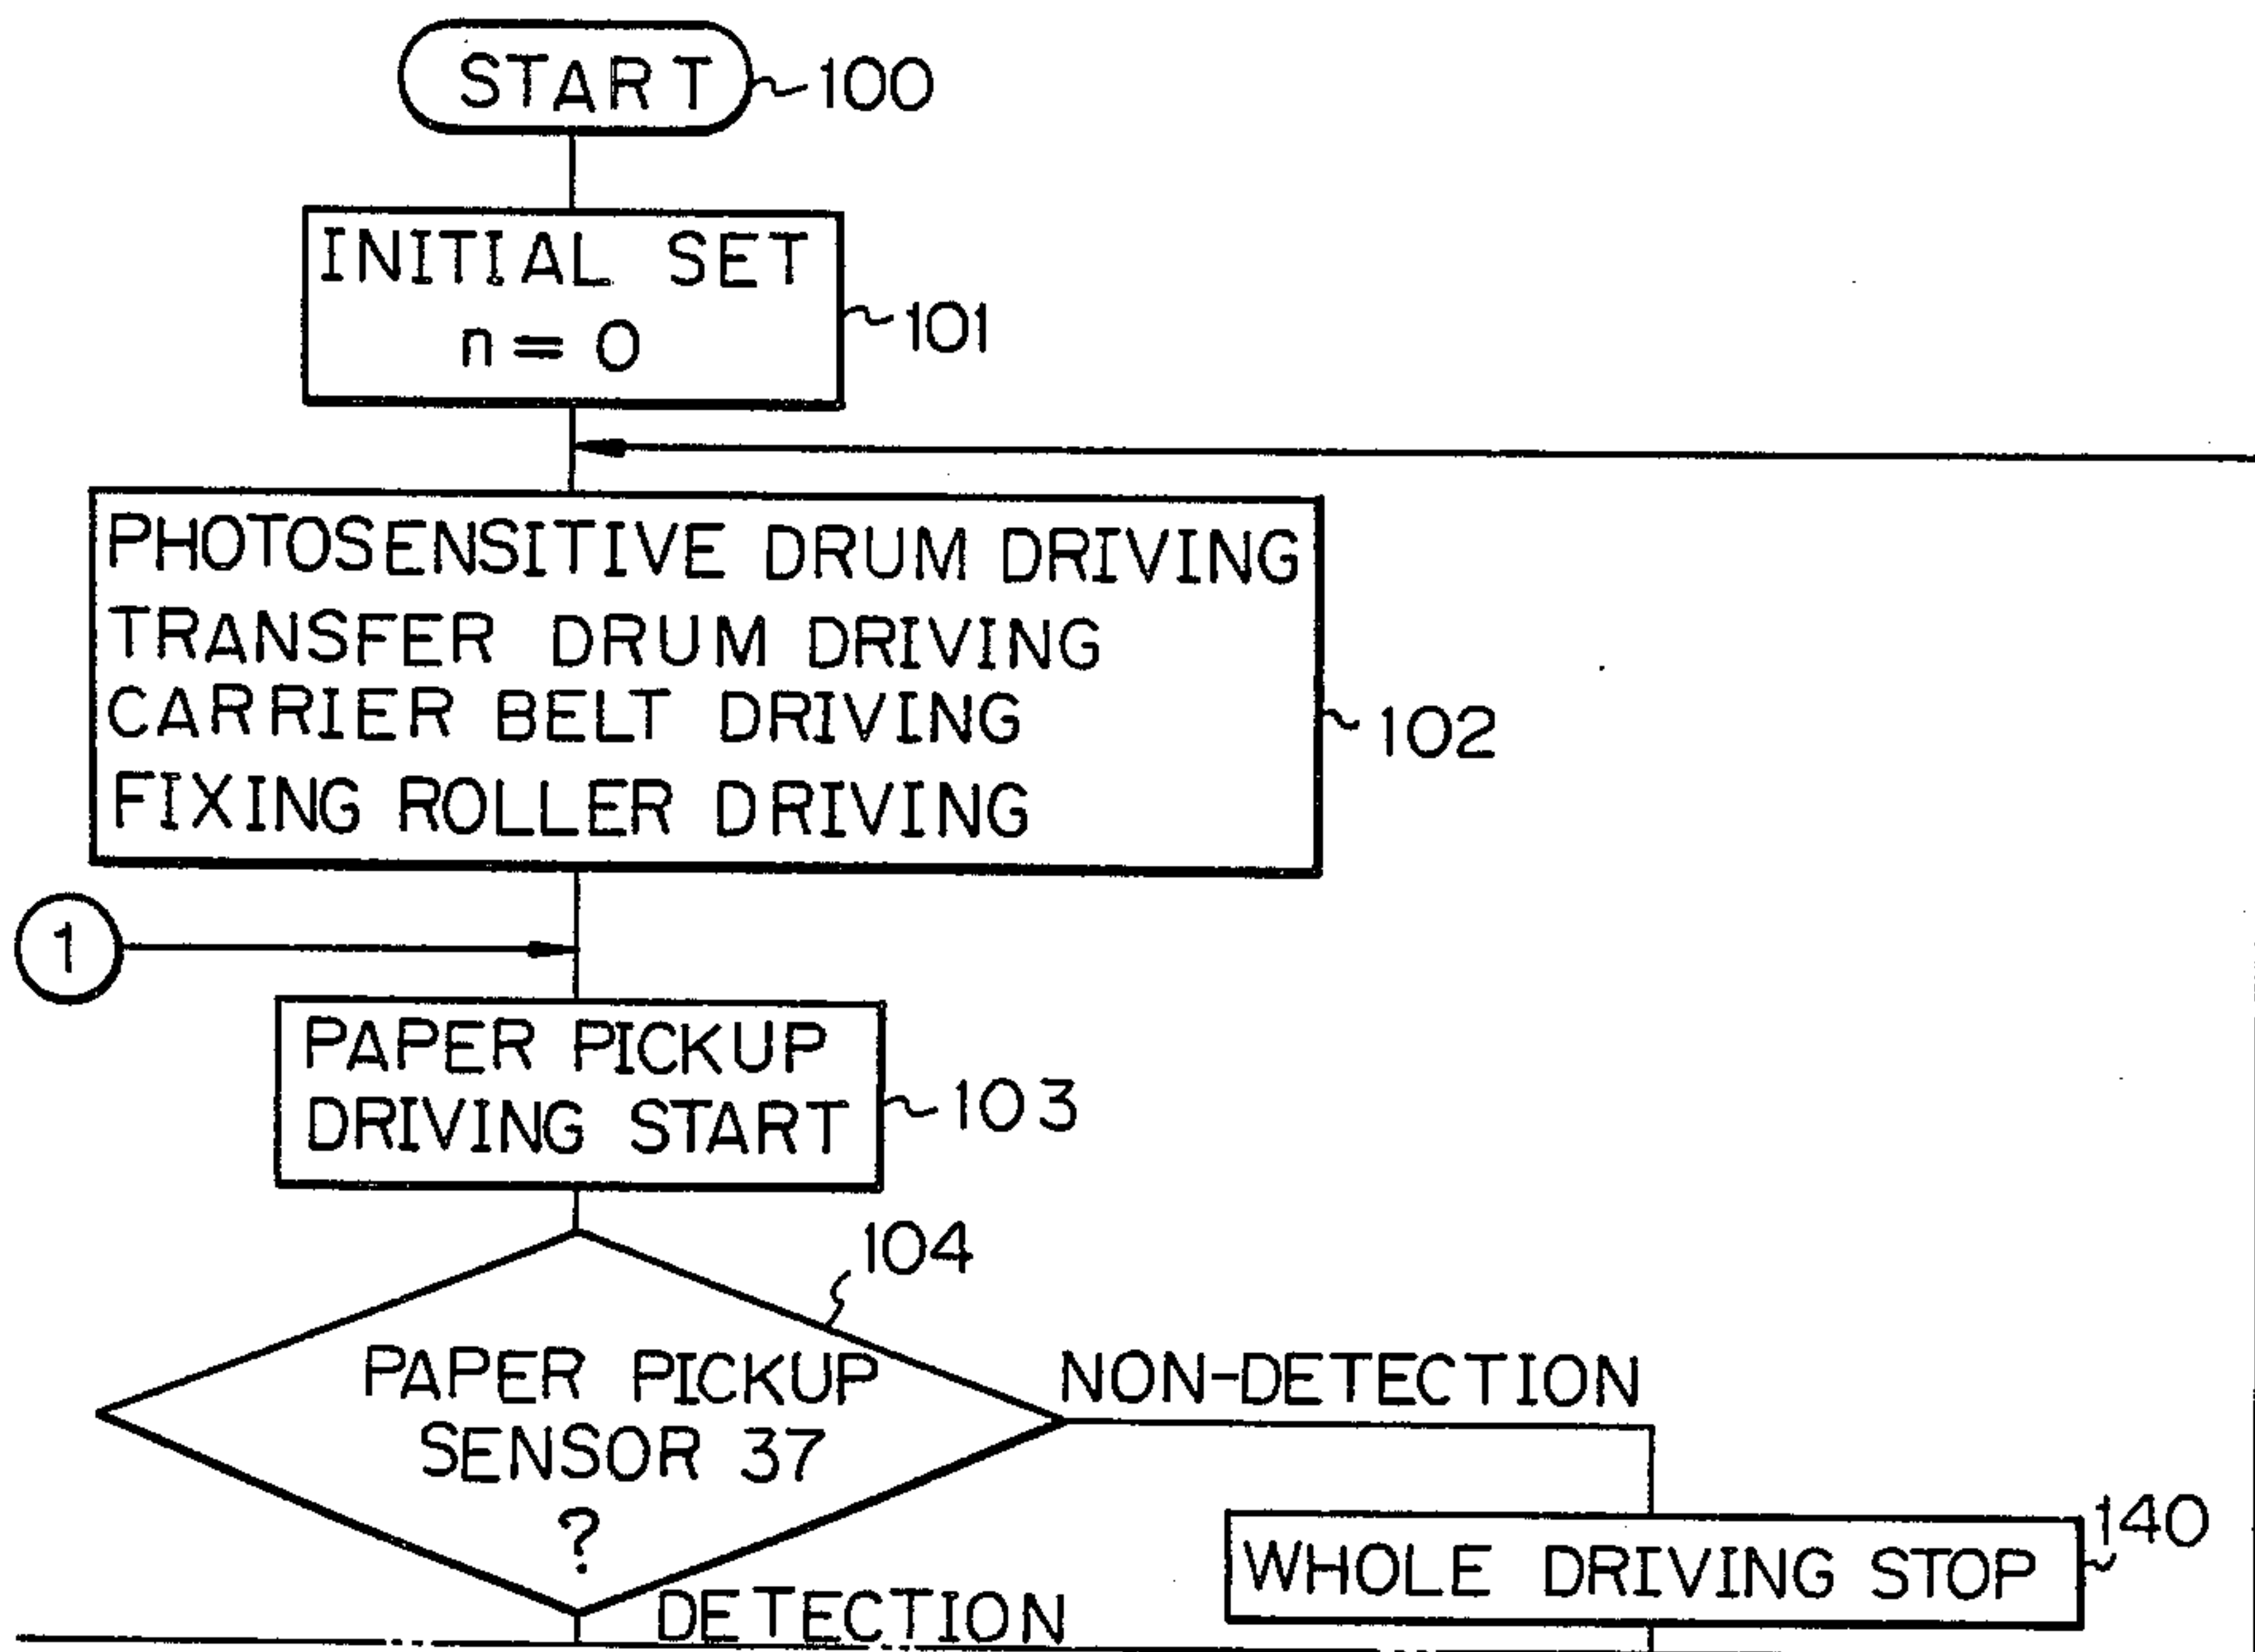 START
100
INITIAL SET
n = 0
101
PHOTOSENSITIVE DRUM DRIVING
TRANSFER DRUM DRIVING
CARRIER BELT DRIVING
FIXING ROLLER DRIVING
102
1
PAPER PICKUP
DRIVING START
103
104
PAPER PICKUP
SENSOR 37
?
NON-DETECTION
DETECTION
WHOLE DRIVING STOP
140